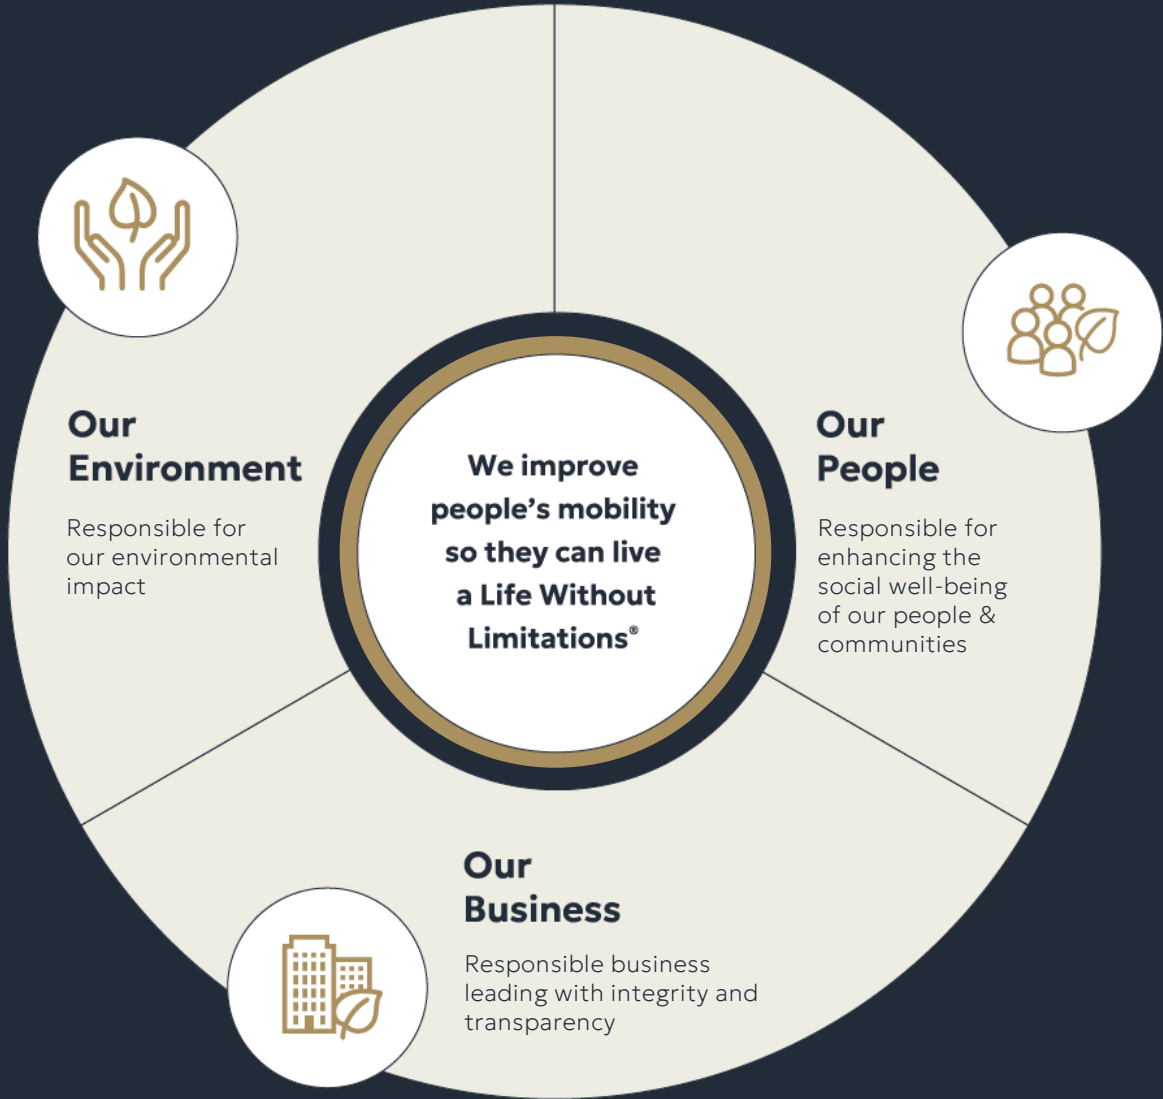 Our
Environment
Responsible for
our environmental
impact
We improve
people’s mobility
so they can live
a Life Without
Limitations®
Our
People
Responsible for
enhancing the
social well-being
of our people &
communities
Our
Business
Responsible business
leading with integrity and
transparency